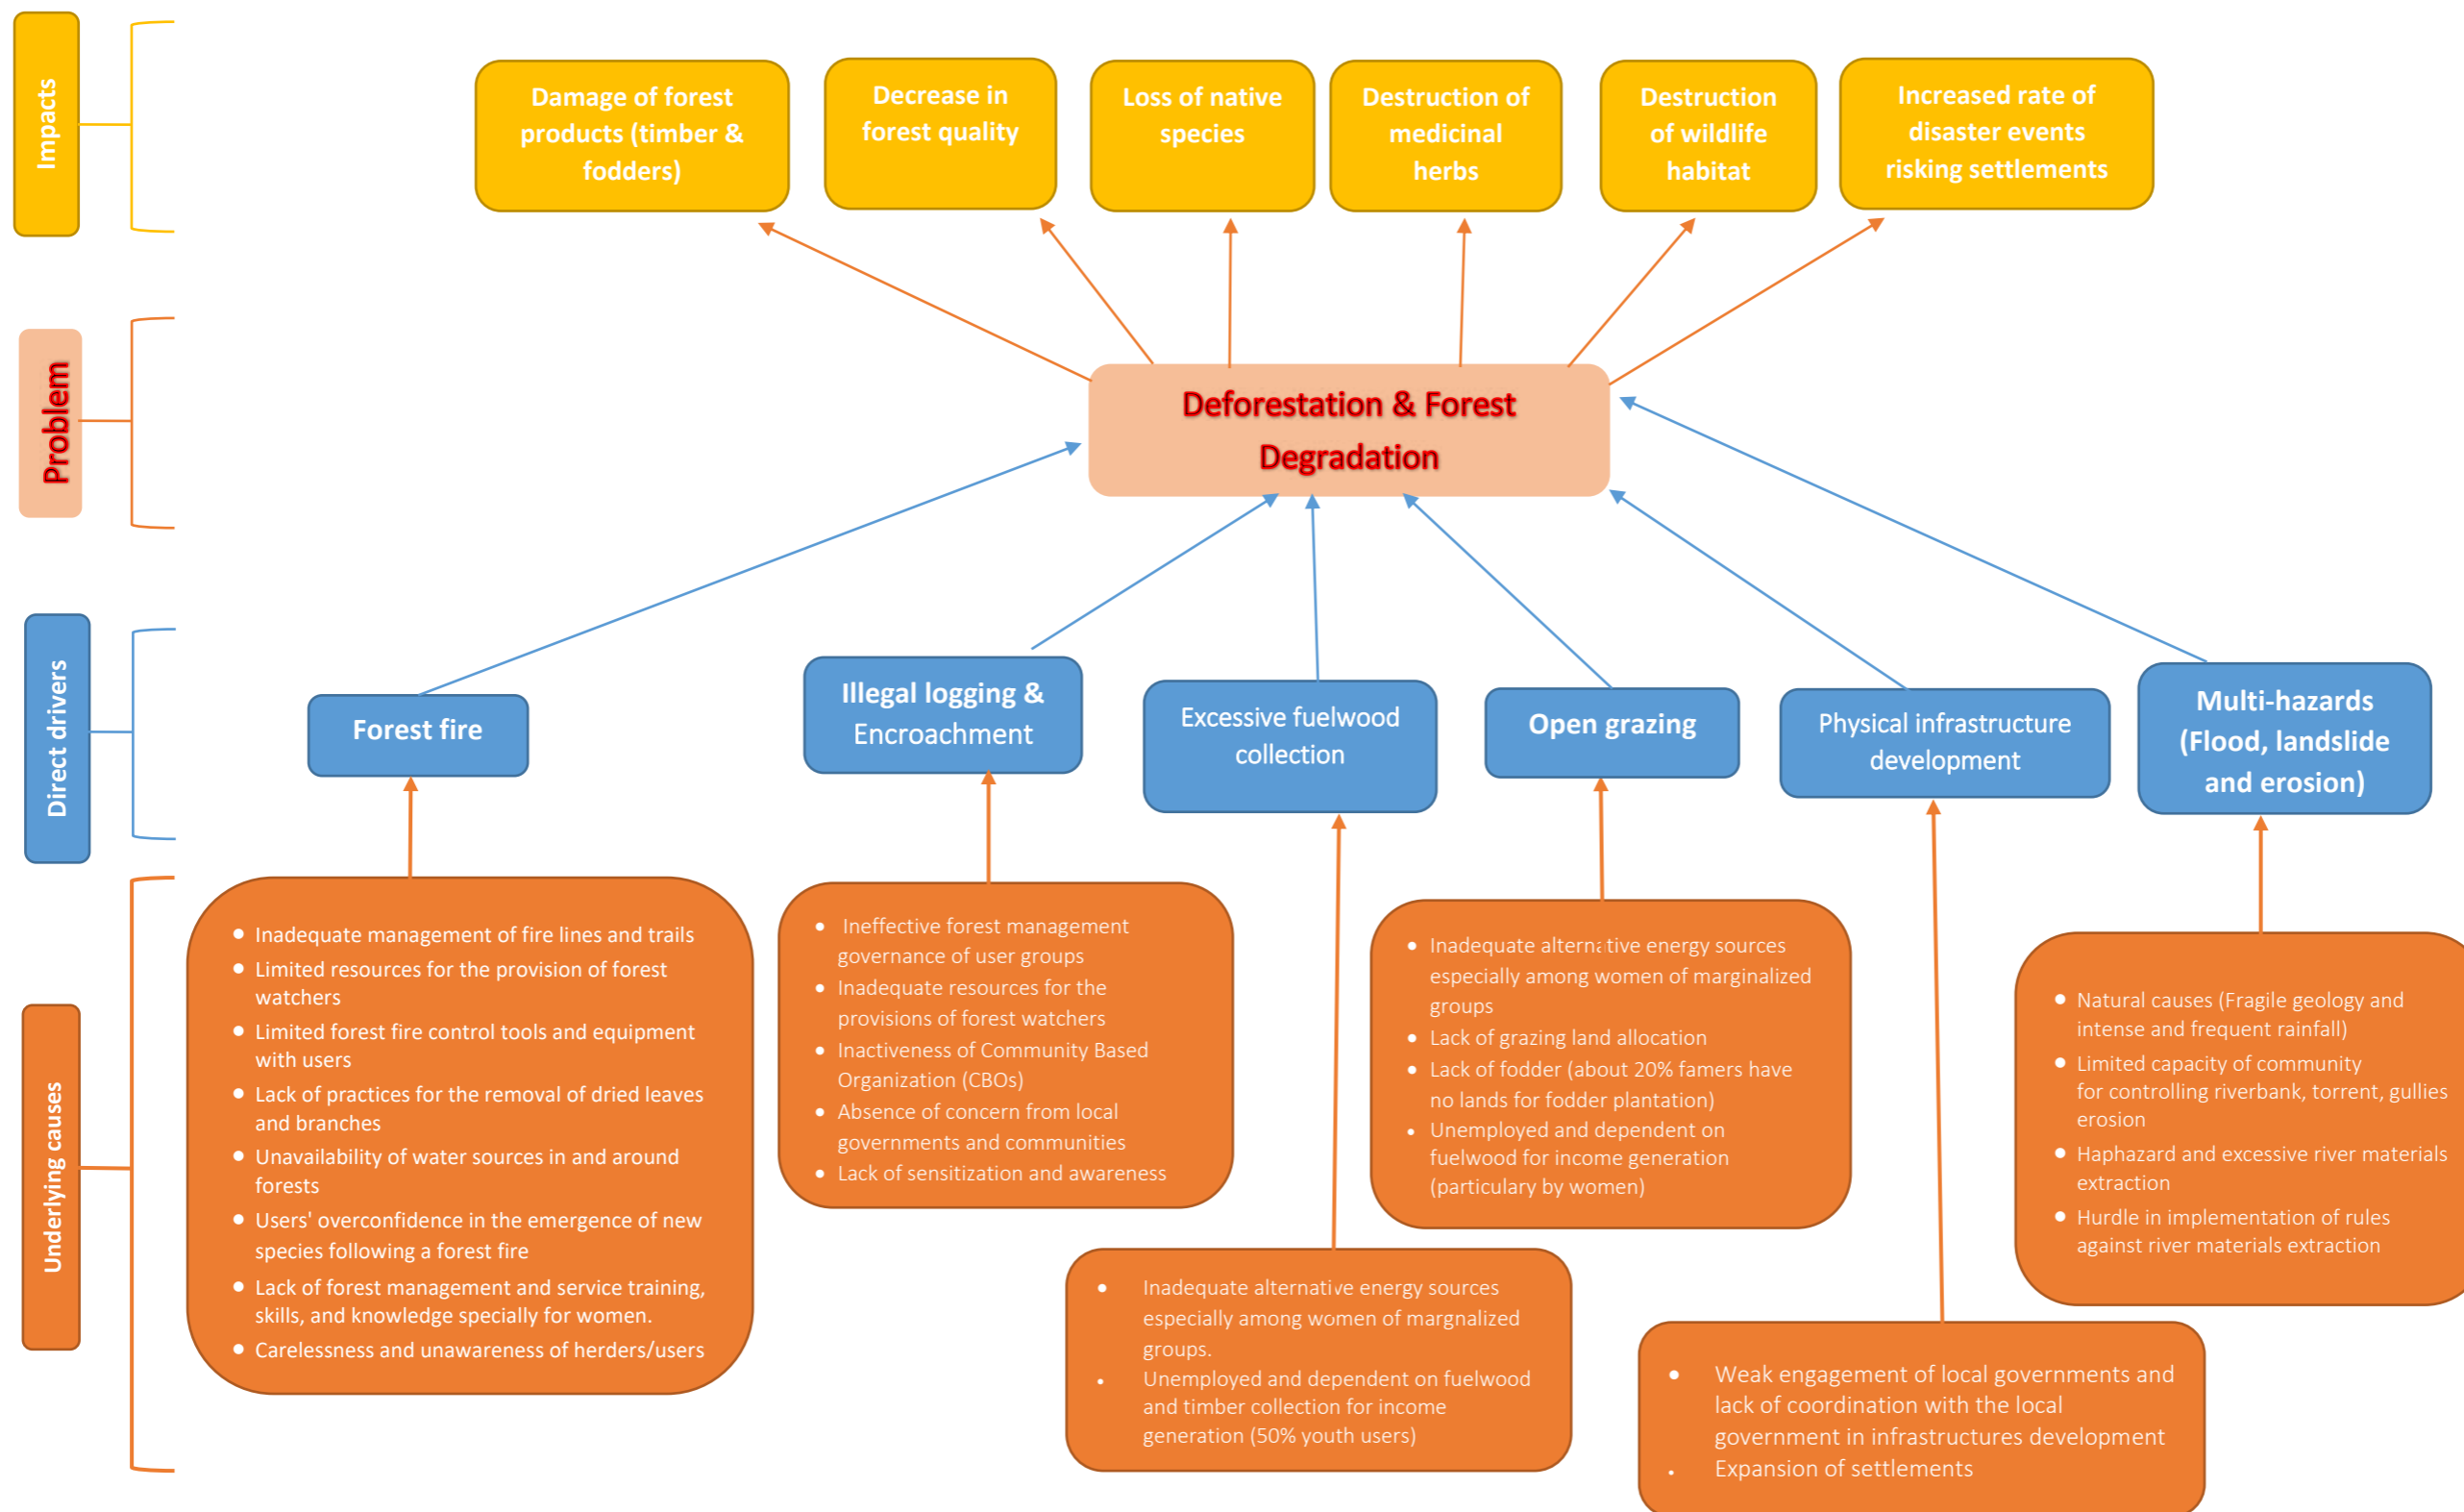 Impacts
Damage of forest
products (timber &
fodders)
Decrease in
forest quality
Loss of native
species
Destruction of
medicinal
herbs
Destruction
of wildlife
habitat
Increased rate of
disaster events
risking settlements
Problem
Deforestation & Forest
Degradation
Direct drivers
Forest fire
Illegal logging &
Encroachment
Excessive fuelwood
collection
Open grazing
Physical infrastructure
development
Multi-hazards
(Flood, landslide
and erosion)
Underlying causes
• Inadequate management of fire lines and trails
• Limited resources for the provision of forest
watchers
• Limited forest fire control tools and equipment
with users
• Lack of practices for the removal of dried leaves
and branches
• Unavailability of water sources in and around
forests
• Users' overconfidence in the emergence of new
species following a forest fire
• Lack of forest management and service training,
skills, and knowledge specially for women.
• Carelessness and unawareness of herders/users
• Ineffective forest management
governance of user groups
• Inadequate resources for the
provisions of forest watchers
• Inactiveness of Community Based
Organization (CBOs)
• Absence of concern from local
governments and communities
• Lack of sensitization and awareness
• Inadequate alternative energy sources
especially among women of margnalized
groups.
• Unemployed and dependent on fuelwood
and timber collection for income
generation (50% youth users)
• Inadequate alternative energy sources
especially among women of marginalized
groups
• Lack of grazing land allocation
• Lack of fodder (about 20% famers have
no lands for fodder plantation)
• Unemployed and dependent on
fuelwood for income generation
(particulary by women)
• Weak engagement of local governments and
lack of coordination with the local
government in infrastructures development
• Expansion of settlements
• Natural causes (Fragile geology and
intense and frequent rainfall)
• Limited capacity of community
for controlling riverbank, torrent, gullies
erosion
• Haphazard and excessive river materials
extraction
• Hurdle in implementation of rules
against river materials extraction